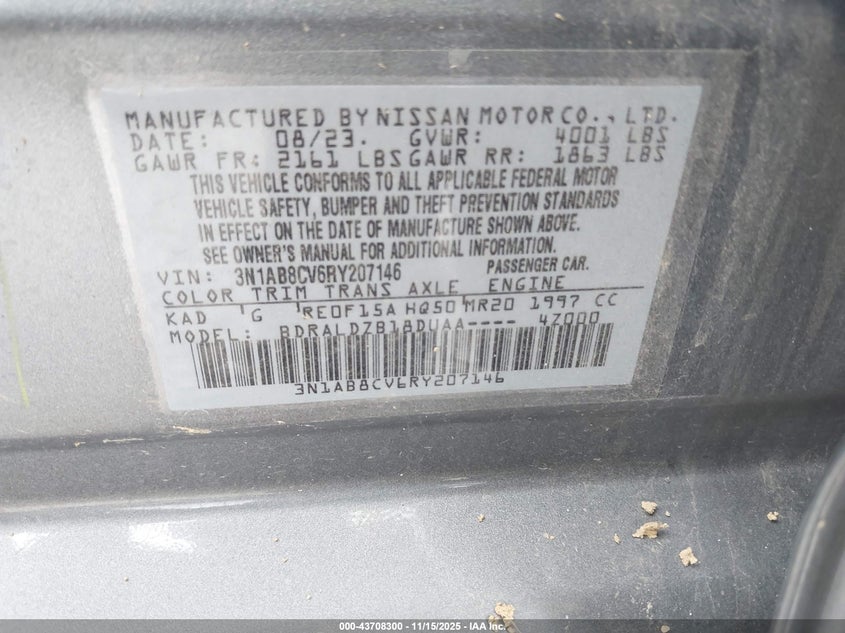 MANUFACTURED BY NISSAN MOTOR CO., LTD.
DATE: 08/23. GVWR: 4001 LBS
GAWR FR: 2161 LBS GAWR RR: 1863 LBS
THIS VEHICLE CONFORMS TO ALL APPLICABLE FEDERAL MOTOR
VEHICLE SAFETY, BUMPER AND THEFT PREVENTION STANDARDS
IN EFFECT ON THE DATE OF MANUFACTURE SHOWN ABOVE.
SEE OWNER'S MANUAL FOR ADDITIONAL INFORMATION.
VIN: 3N1AB8CV6RY207146 PASSENGER CAR.
COLOR TRIM TRANS AXLE ENGINE
KAD G RE0F15A HQ50 MR20 1997 CC
MODEL: BDRALDZB18DUAA---- 4Z000
3N1AB8CV6RY207146
000-43708300 - 11/15/2025 - IAA Inc.